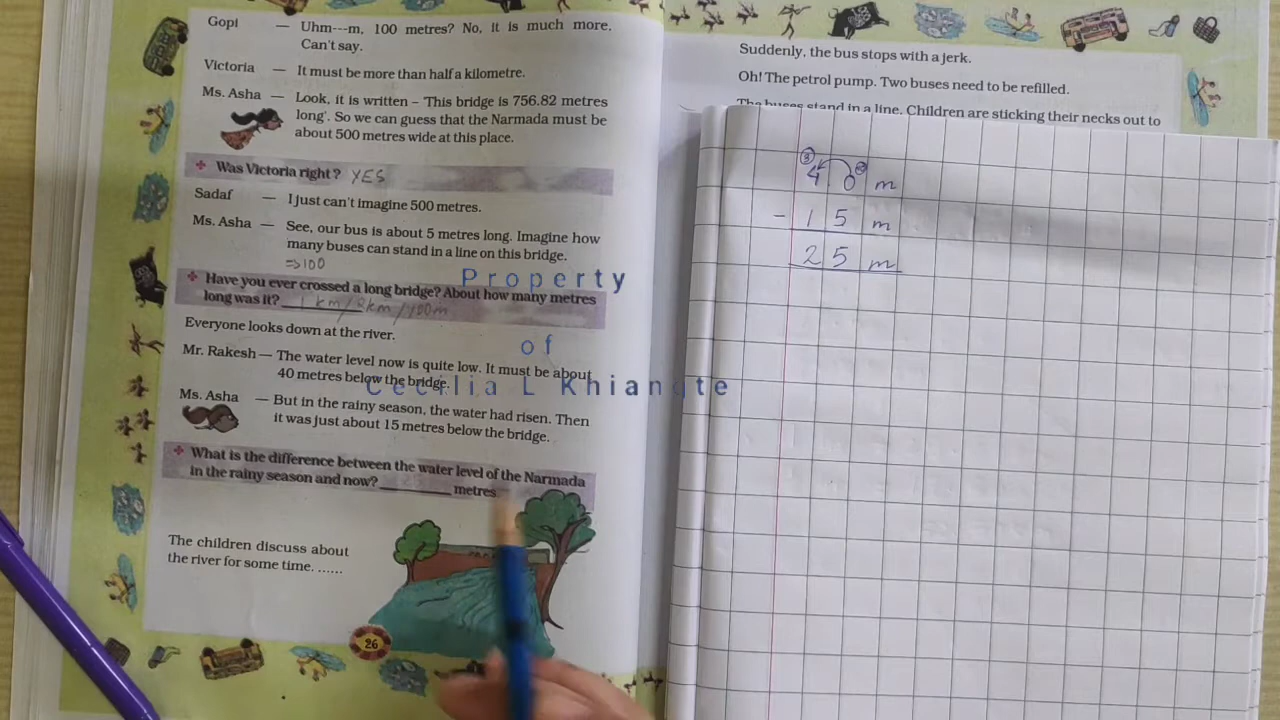 Gopi — Uhm---m, 100 metres? No, it is much more.
Can't say.
Victoria — It must be more than half a kilometre.
Ms. Asha — Look, it is written – 'This bridge is 756.82 metres
long'. So we can guess that the Narmada must be
about 500 metres wide at this place.
❖ Was Victoria right? YES
Sadaf — I just can't imagine 500 metres.
Ms. Asha — See, our bus is about 5 metres long. Imagine how
many buses can stand in a line on this bridge.
=> 100
❖ Have you ever crossed a long bridge? About how many metres
long was it? 1 km/2km/100m
Everyone looks down at the river.
Mr. Rakesh — The water level now is quite low. It must be about
40 metres below the bridge.
Ms. Asha — But in the rainy season, the water had risen. Then
it was just about 15 metres below the bridge.
❖ What is the difference between the water level of the Narmada
in the rainy season and now? ________ metres
The children discuss about
the river for some time. ......
26
Suddenly, the bus stops with a jerk.
Oh! The petrol pump. Two buses need to be refilled.
The buses stand in a line. Children are sticking their necks out to
3
4 0 m
- 1 5 m
2 5 m
Property
of
Cecilia L Khiangte